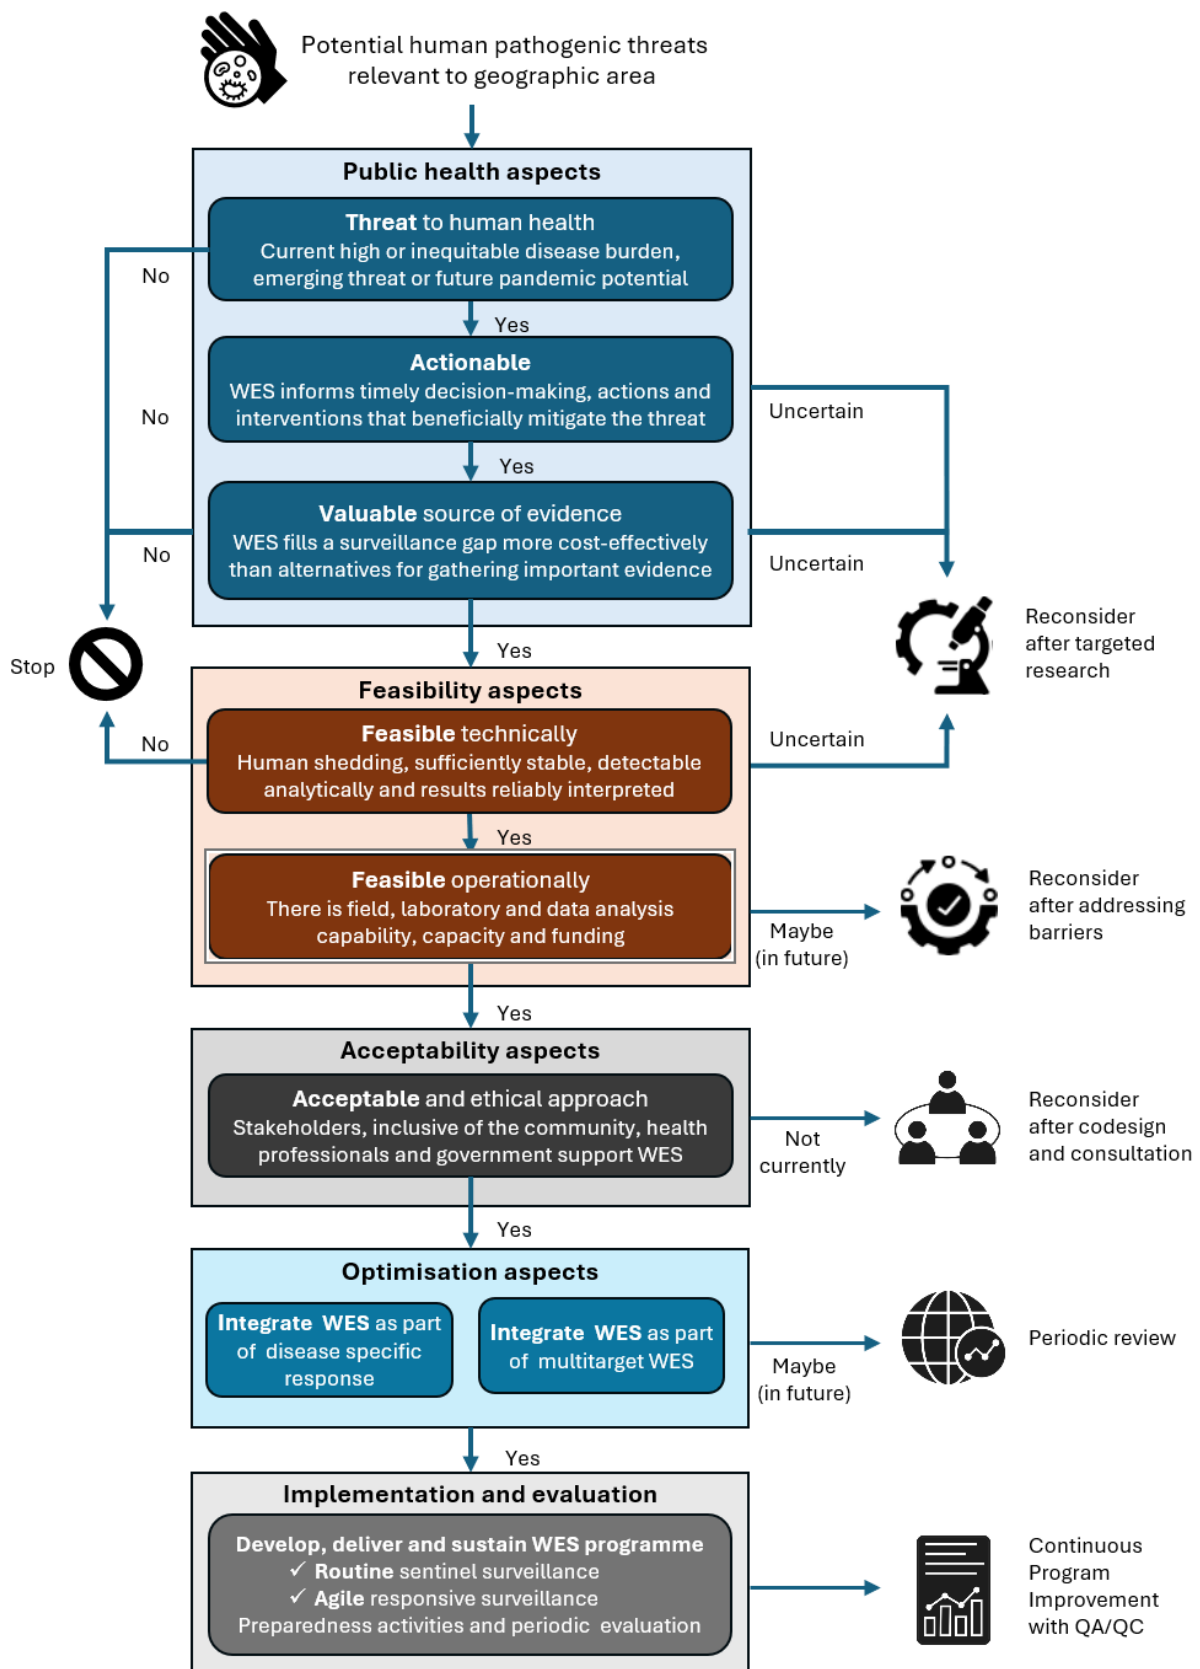 Potential human pathogenic threats
relevant to geographic area
Public health aspects
Threat to human health
Current high or inequitable disease burden,
emerging threat or future pandemic potential
No
Yes
Actionable
WES informs timely decision-making, actions and
interventions that beneficially mitigate the threat
No
Uncertain
Yes
Valuable source of evidence
WES fills a surveillance gap more cost-effectively
than alternatives for gathering important evidence
No
Uncertain
Stop
Reconsider
after targeted
research
Yes
Feasibility aspects
Feasible technically
Human shedding, sufficiently stable, detectable
analytically and results reliably interpreted
No
Uncertain
Yes
Feasible operationally
There is field, laboratory and data analysis
capability, capacity and funding
Maybe
(in future)
Reconsider
after addressing
barriers
Yes
Acceptability aspects
Acceptable and ethical approach
Stakeholders, inclusive of the community, health
professionals and government support WES
Not
currently
Reconsider
after codesign
and consultation
Yes
Optimisation aspects
Integrate WES as part
of disease specific
response
Integrate WES as part
of multitarget WES
Maybe
(in future)
Periodic review
Yes
Implementation and evaluation
Develop, deliver and sustain WES programme
✓ Routine sentinel surveillance
✓ Agile responsive surveillance
Preparedness activities and periodic evaluation
Continuous
Program
Improvement
with QA/QC